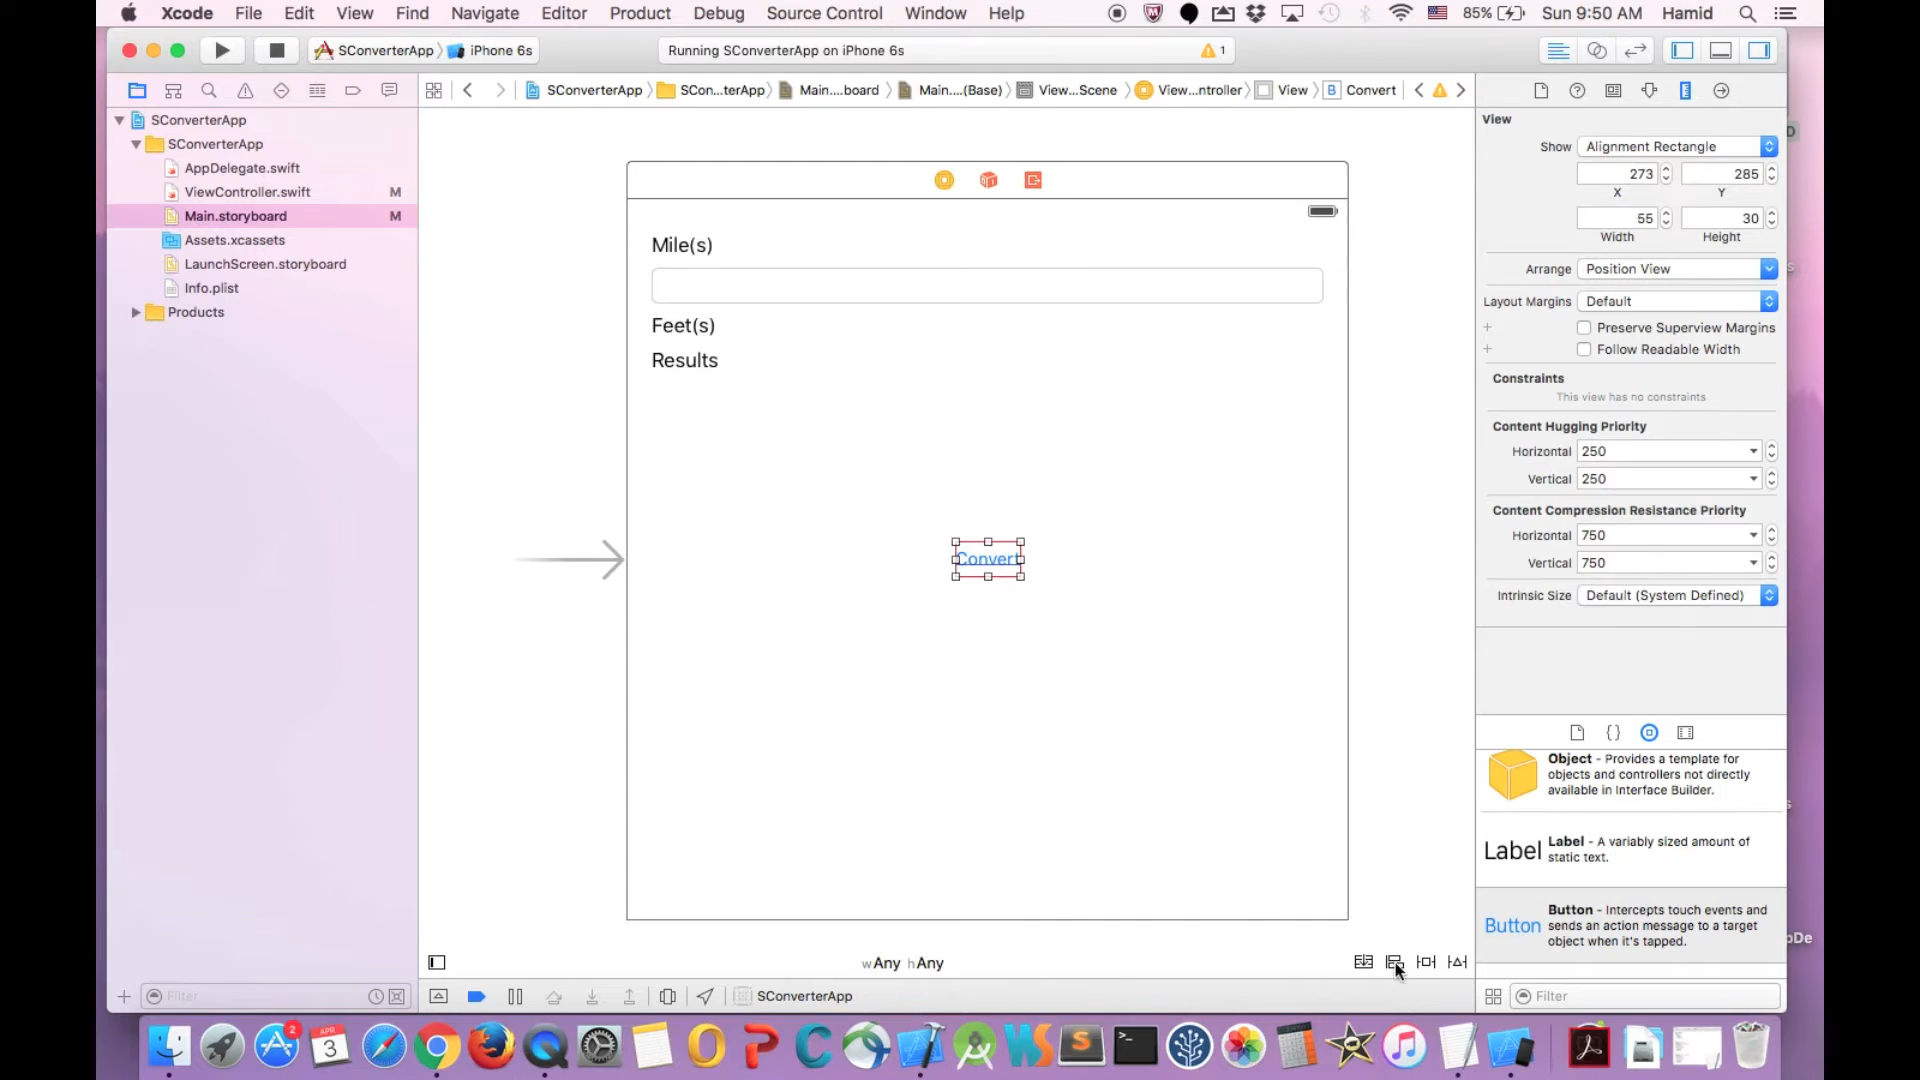 Xcode File Edit View Find Navigate Editor Product Debug Source Control Window Help 85% Sun 9:50 AM Hamid
SConverterApp iPhone 6s Running SConverterApp on iPhone 6s 1
SConverterApp SCon...terApp Main....board Main....(Base) View...Scene View...ntroller View B Convert
SConverterApp
SConverterApp
AppDelegate.swift
ViewController.swift M
Main.storyboard M
Assets.xcassets
LaunchScreen.storyboard
Info.plist
Products
Mile(s)
Feet(s)
Results
Convert
wAny hAny
Filter
SConverterApp
View
Show Alignment Rectangle
273 285
X Y
55 30
Width Height
Arrange Position View
Layout Margins Default
Preserve Superview Margins
Follow Readable Width
Constraints
This view has no constraints
Content Hugging Priority
Horizontal 250
Vertical 250
Content Compression Resistance Priority
Horizontal 750
Vertical 750
Intrinsic Size Default (System Defined)
{}
Object - Provides a template for
objects and controllers not directly
available in Interface Builder.
Label Label - A variably sized amount of
static text.
Button Button - Intercepts touch events and
sends an action message to a target
object when it's tapped.
Filter
2
APR
3